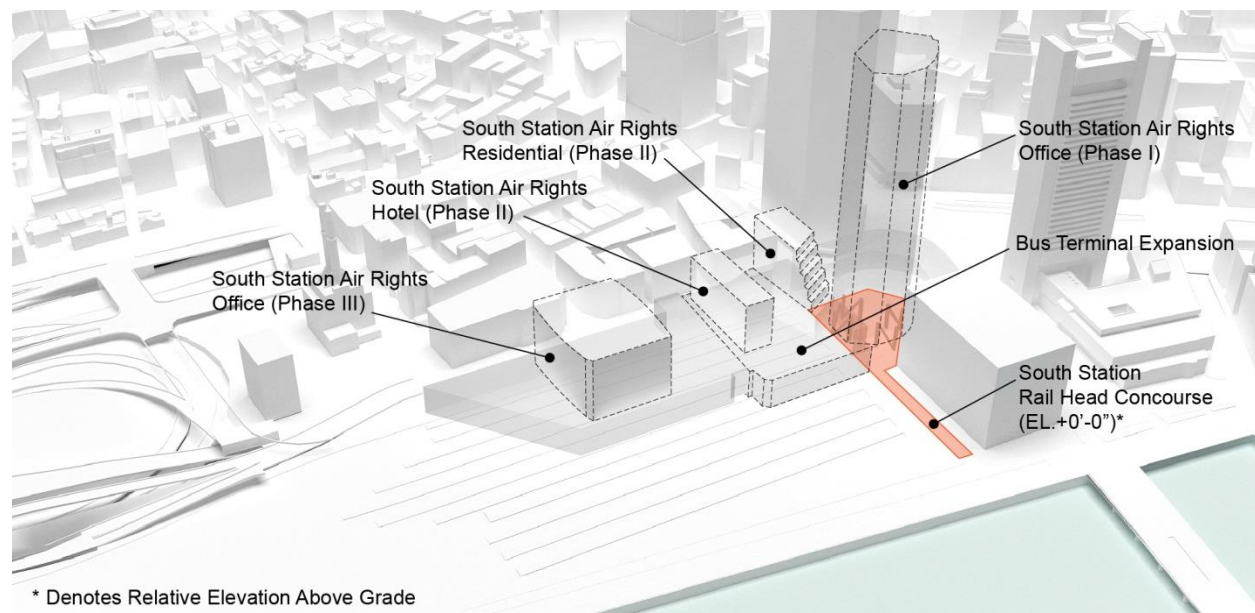 South Station Air Rights
Residential (Phase II)
South Station Air Rights
Office (Phase I)
South Station Air Rights
Hotel (Phase II)
Bus Terminal Expansion
South Station Air Rights
Office (Phase III)
South Station
Rail Head Concourse
(EL.+0'-0")*
* Denotes Relative Elevation Above Grade